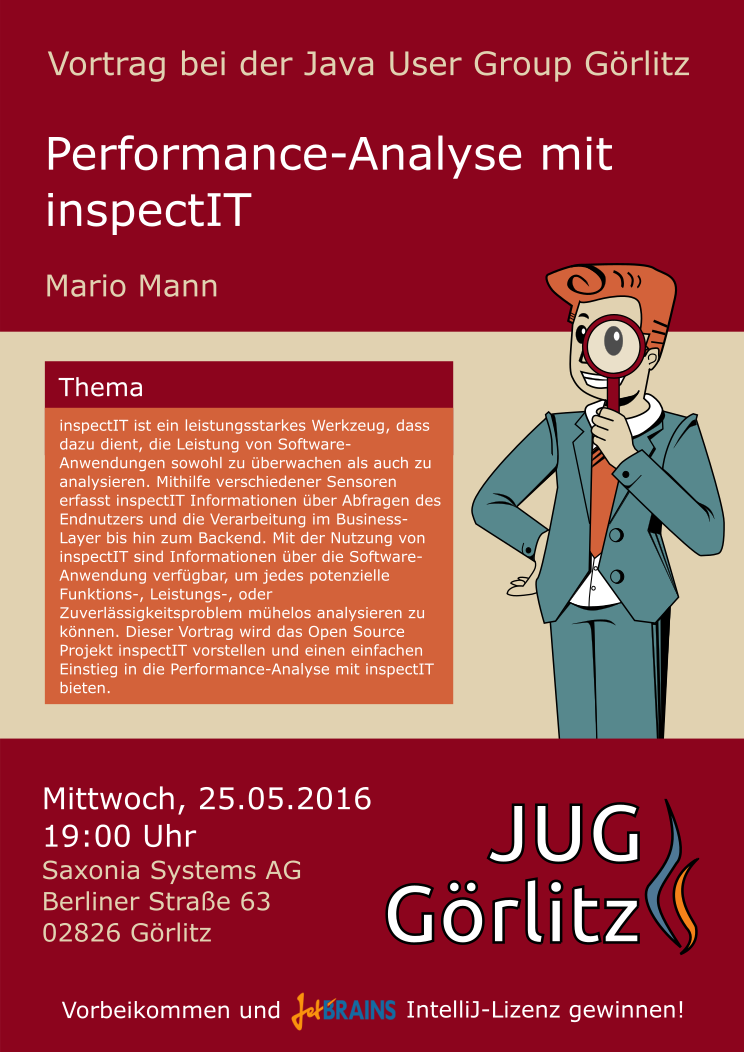 Vortrag bei der Java User Group Görlitz
Performance-Analyse mit
inspectIT
Mario Mann
Thema
inspectIT ist ein leistungsstarkes Werkzeug, dass
dazu dient, die Leistung von Software-
Anwendungen sowohl zu überwachen als auch zu
analysieren. Mithilfe verschiedener Sensoren
erfasst inspectIT Informationen über Abfragen des
Endnutzers und die Verarbeitung im Business-
Layer bis hin zum Backend. Mit der Nutzung von
inspectIT sind Informationen über die Software-
Anwendung verfügbar, um jedes potenzielle
Funktions-, Leistungs-, oder
Zuverlässigkeitsproblem mühelos analysieren zu
können. Dieser Vortrag wird das Open Source
Projekt inspectIT vorstellen und einen einfachen
Einstieg in die Performance-Analyse mit inspectIT
bieten.
Mittwoch, 25.05.2016
19:00 Uhr
Saxonia Systems AG
Berliner Straße 63
02826 Görlitz
JUG
Görlitz
Vorbeikommen und JetBRAINS IntelliJ-Lizenz gewinnen!